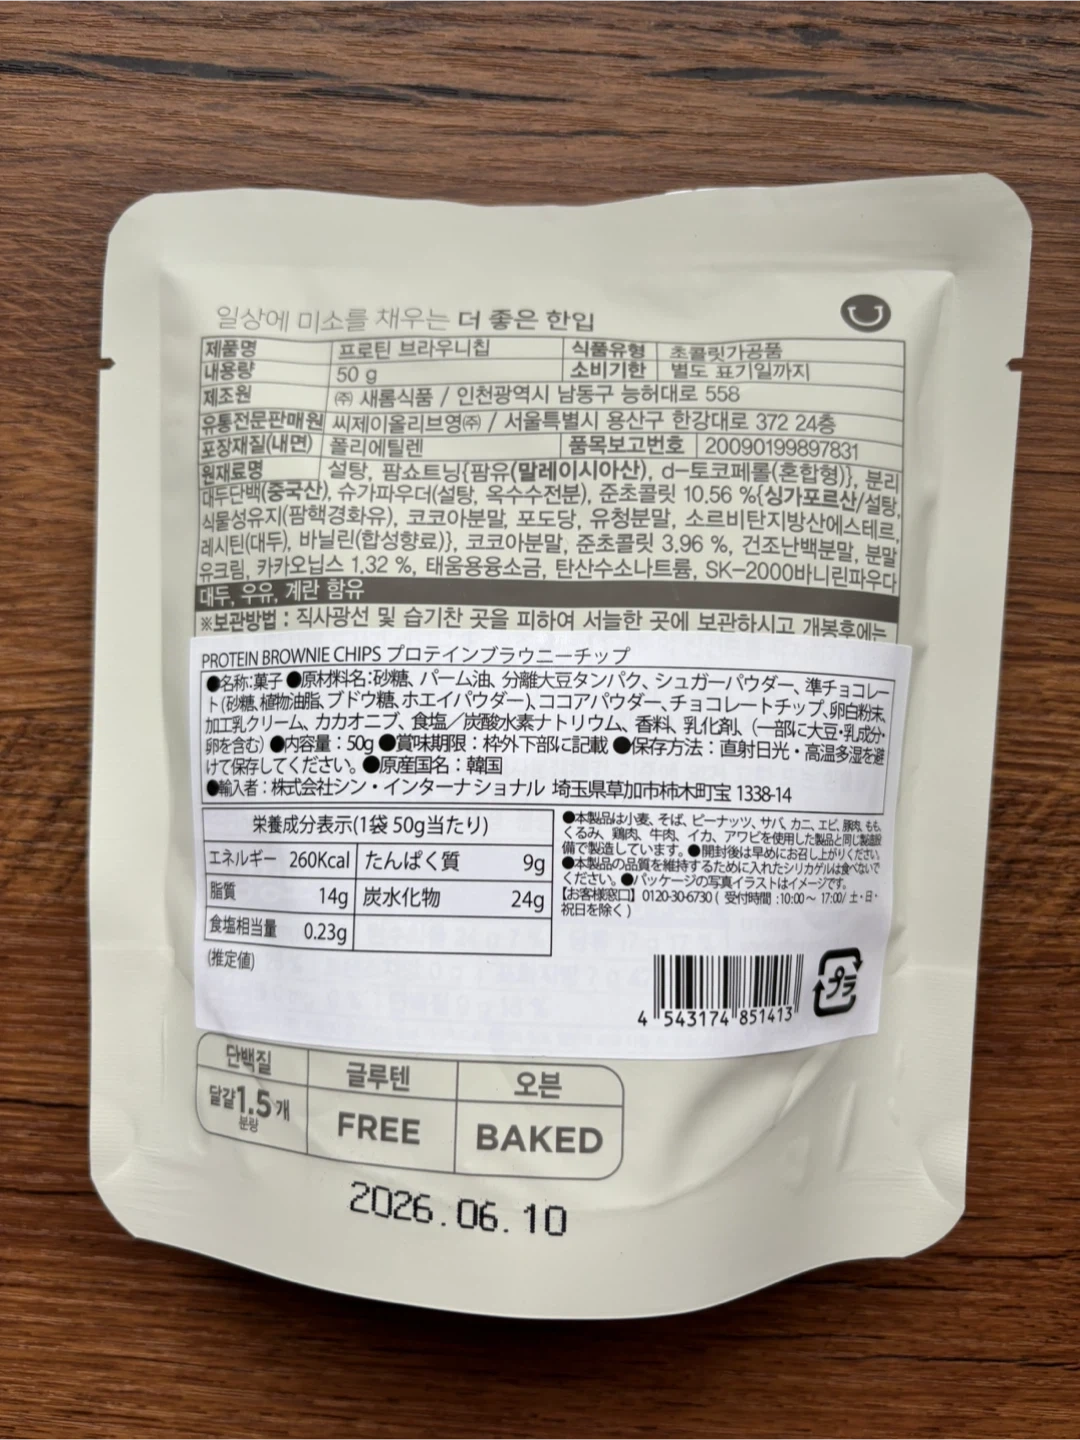 일상에 미소를 채우는 더 좋은 한입
제품명 프로틴 브라우니칩 식품유형 초콜릿가공품
내용량 50 g 소비기한 별도 표기일까지
제조원 ㈜ 새롬식품 / 인천광역시 남동구 능허대로 558
유통전문판매원 씨제이올리브영㈜ / 서울특별시 용산구 한강대로 372 24층
포장재질(내면) 폴리에틸렌 품목보고번호 20090199897831
원재료명 설탕, 팜쇼트닝{팜유(말레이시아산), d-토코페롤(혼합형)}, 분리
대두단백(중국산), 슈가파우더(설탕, 옥수수전분), 준초콜릿 10.56 %{싱가포르산/설탕,
식물성유지(팜핵경화유), 코코아분말, 포도당, 유청분말, 소르비탄지방산에스테르,
레시틴(대두), 바닐린(합성향료)}, 코코아분말, 준초콜릿 3.96 %, 건조난백분말, 분말
유크림, 카카오닙스 1.32 %, 태움용융소금, 탄산수소나트륨, SK-2000바니린파우다
대두, 우유, 계란 함유
※보관방법 : 직사광선 및 습기찬 곳을 피하여 서늘한 곳에 보관하시고 개봉후에는
PROTEIN BROWNIE CHIPS プロテインブラウニーチップ
●名称:菓子 ●原材料名:砂糖、パーム油、分離大豆タンパク、シュガーパウダー、準チョコレー
ト(砂糖、植物油脂、ブドウ糖、ホエイパウダー)、ココアパウダー、チョコレートチップ、卵白粉末、
加工乳クリーム、カカオニブ、食塩／炭酸水素ナトリウム、香料、乳化剤、(一部に大豆・乳成分・
卵を含む) ●内容量：50g ●賞味期限：枠外下部に記載 ●保存方法：直射日光・高温多湿を避
けて保存してください。●原産国名：韓国
●輸入者：株式会社シン・インターナショナル 埼玉県草加市柿木町宝 1338-14
栄養成分表示(1袋 50g当たり)
エネルギー 260Kcal たんぱく質 9g
脂質 14g 炭水化物 24g
食塩相当量 0.23g
(推定値)
●本製品は小麦、そば、ピーナッツ、サバ、カニ、エビ、豚肉、もも、
くるみ、鶏肉、牛肉、イカ、アワビを使用した製品と同じ製造設
備で製造しています。●開封後は早めにお召し上がりください。
●本製品の品質を維持するために入れたシリカゲルは食べないで
ください。●パッケージの写真イラストはイメージです。
【お客様窓口】0120-30-6730 ( 受付時間 :10:00～ 17:00/ 土・日・
祝日を除く)
4 543174 851413
プラ
단백질 글루텐 오븐
달걀1.5개 분량 FREE BAKED
2026.06.10